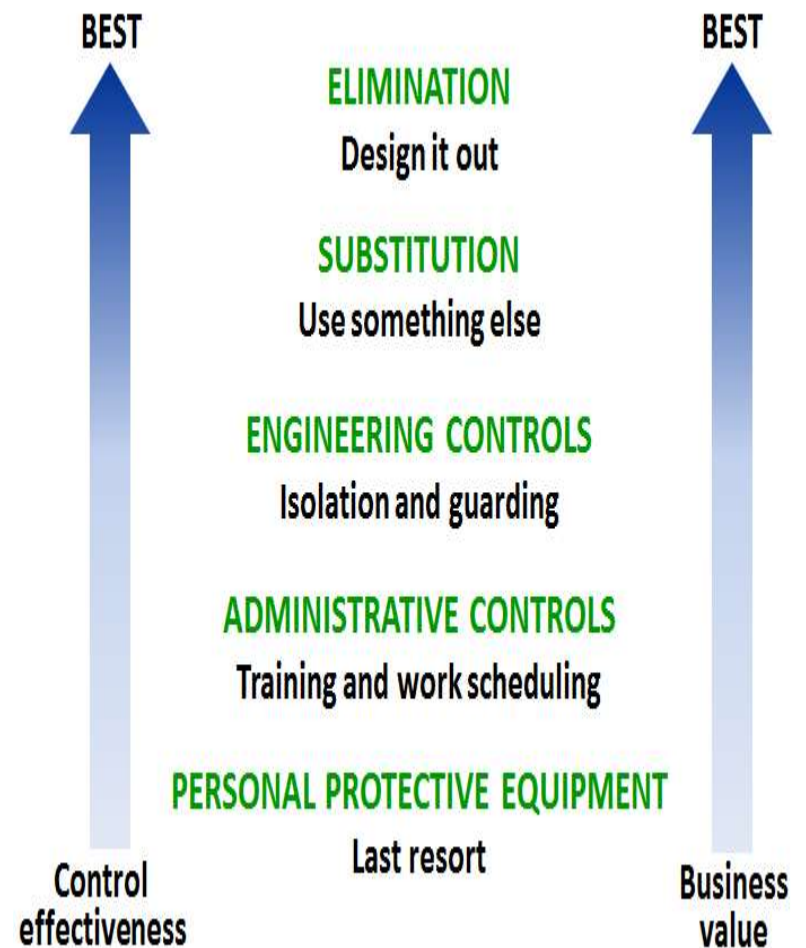 BEST
BEST
ELIMINATION
Design it out
SUBSTITUTION
Use something else
ENGINEERING CONTROLS
Isolation and guarding
ADMINISTRATIVE CONTROLS
Training and work scheduling
PERSONAL PROTECTIVE EQUIPMENT
Last resort
Control
effectiveness
Business
value